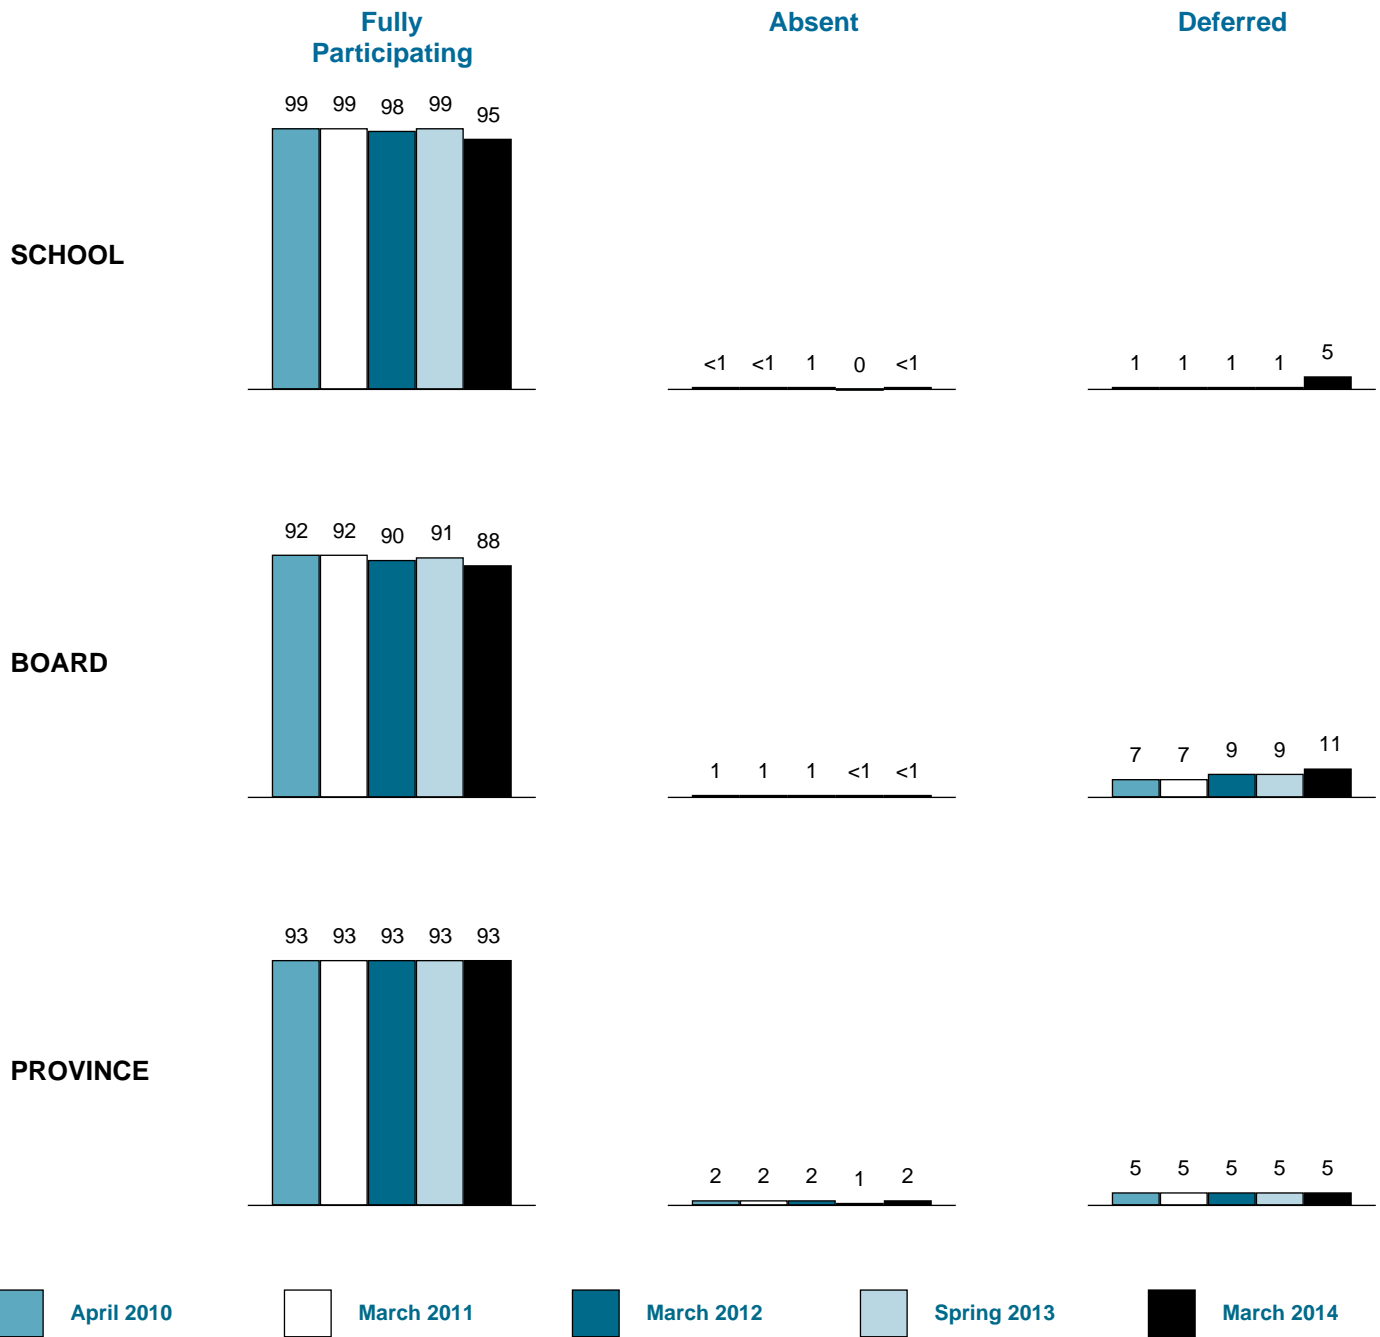 Fully
Participating
Absent
Deferred
SCHOOL
99 99 98 99 95
<1 <1 1 0 <1
1 1 1 1 5
BOARD
92 92 90 91 88
1 1 1 <1 <1
7 7 9 9 11
PROVINCE
93 93 93 93 93
2 2 2 1 2
5 5 5 5 5
April 2010
March 2011
March 2012
Spring 2013
March 2014